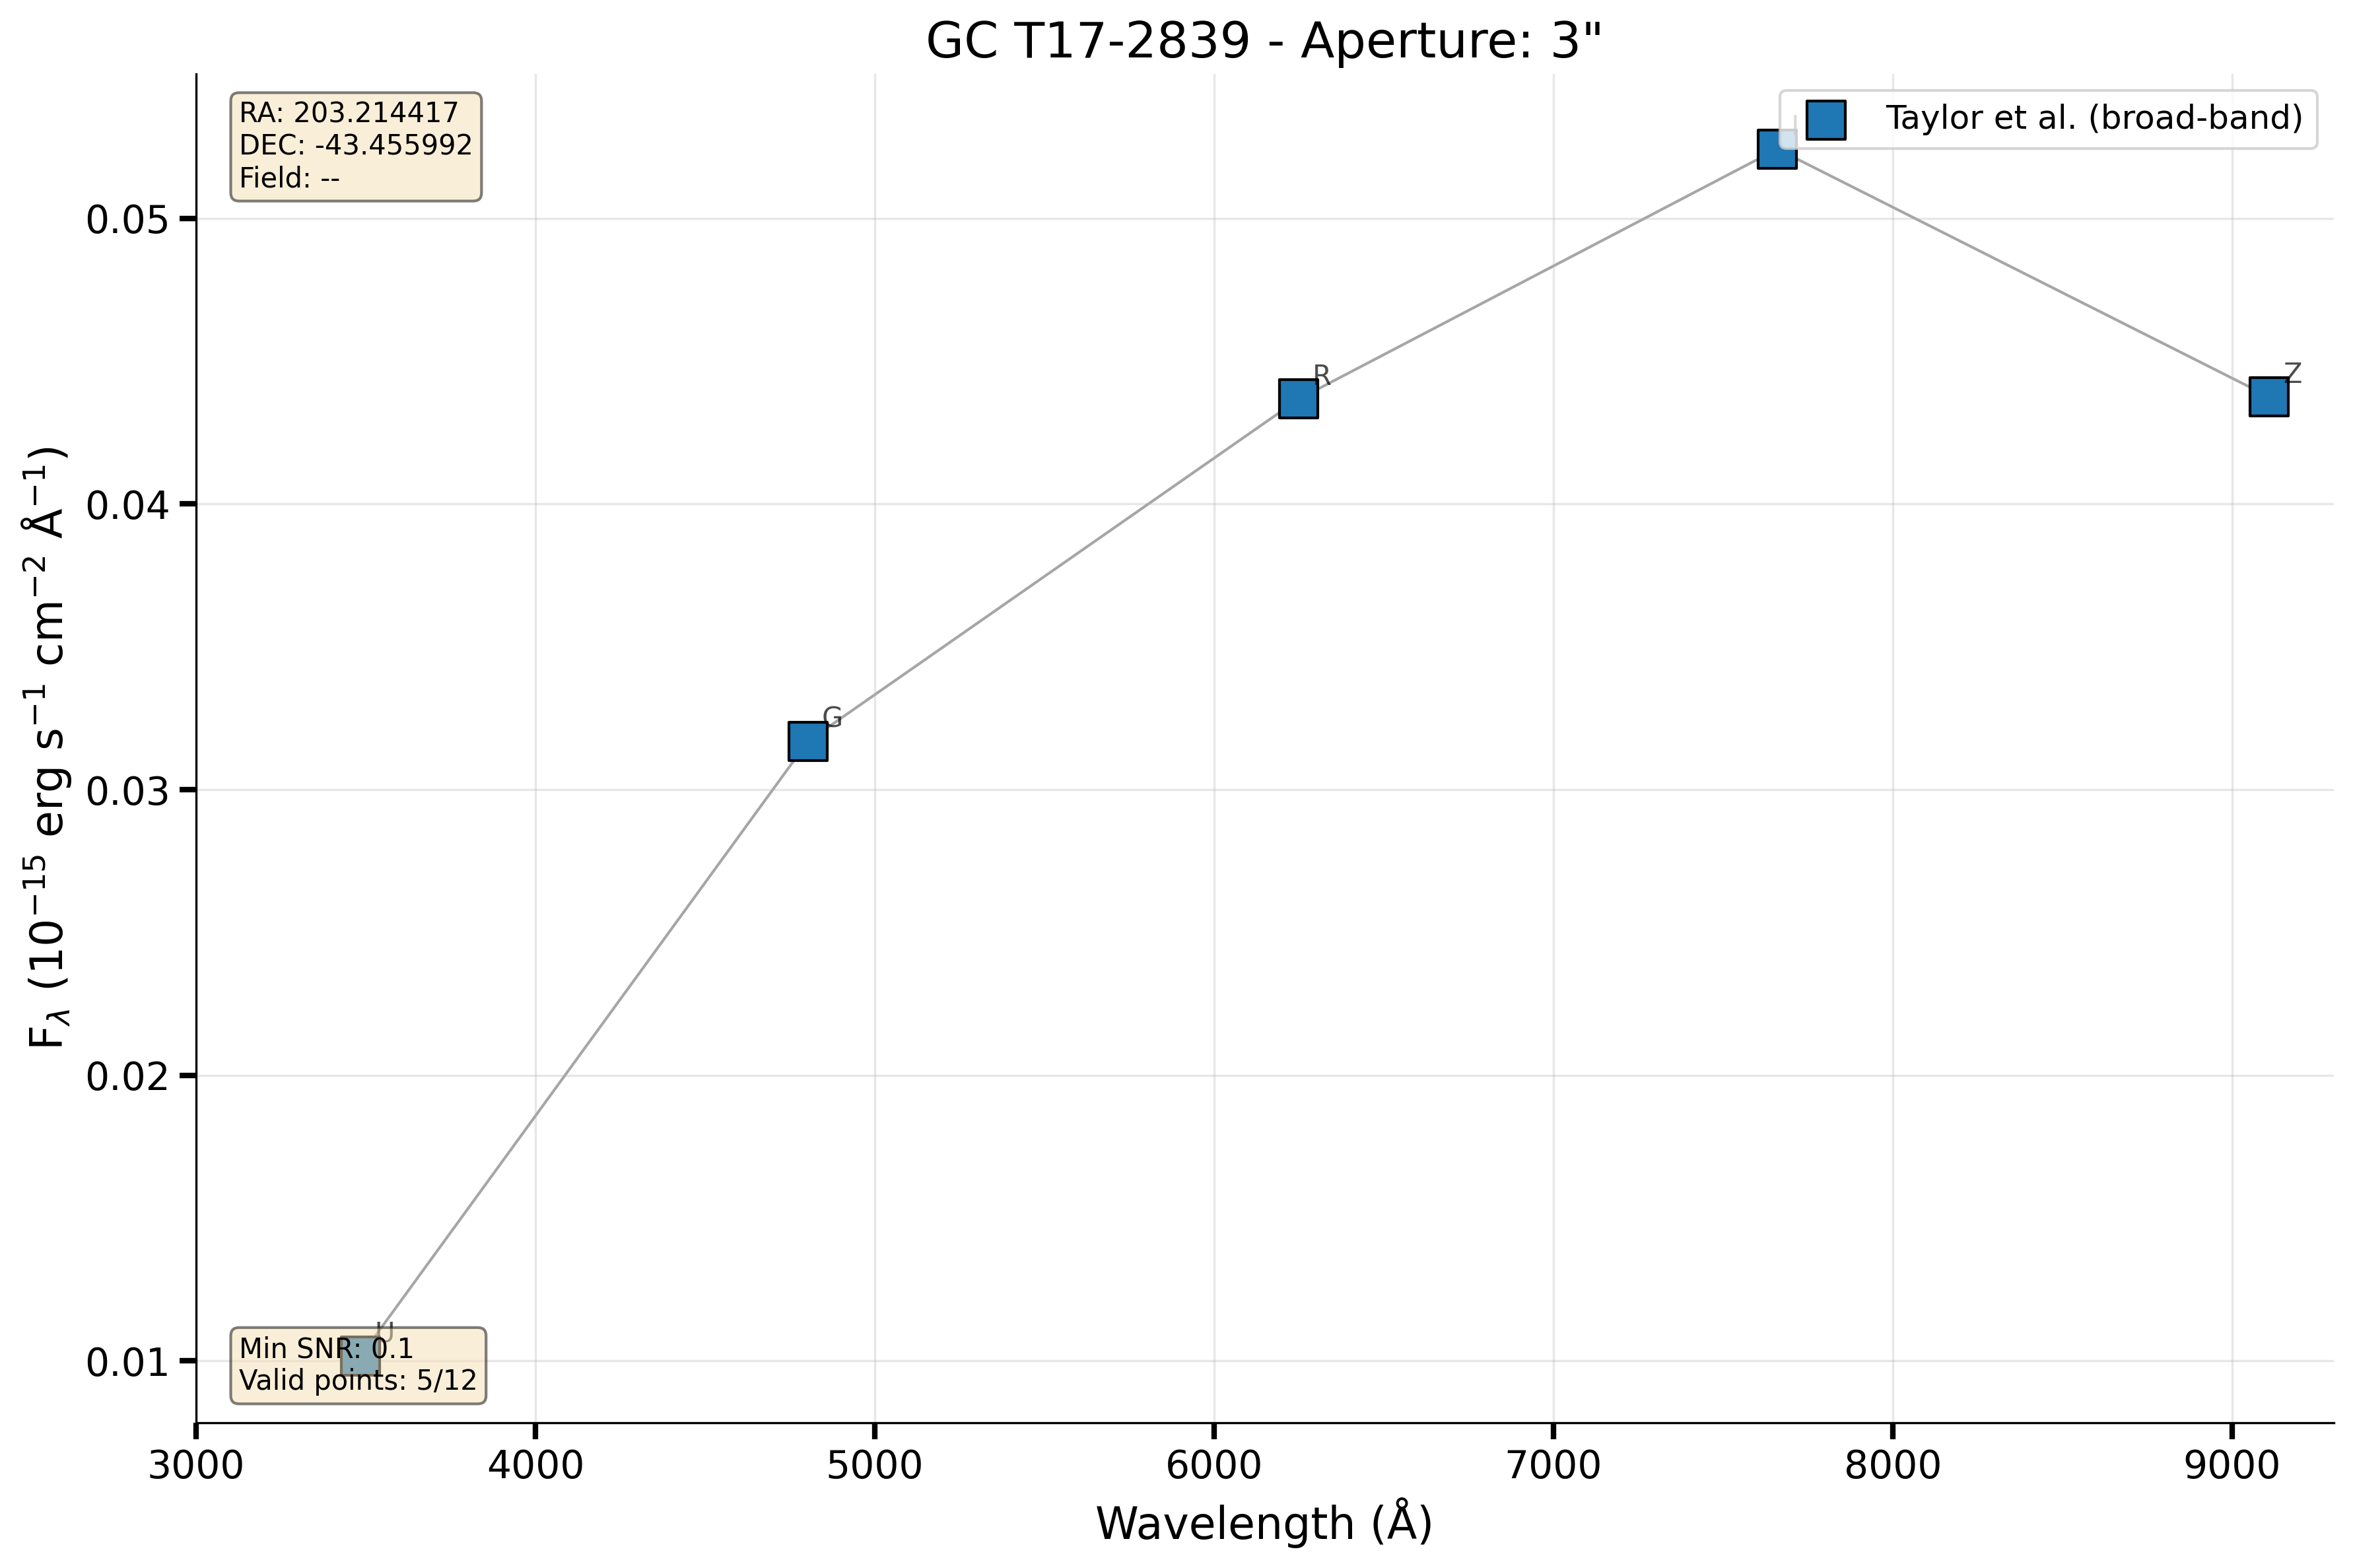 GC T17-2839 - Aperture: 3"
RA: 203.214417
DEC: -43.455992
Field: --
Taylor et al. (broad-band)
I
R
Z
G
U
Min SNR: 0.1
Valid points: 5/12
F_λ (10⁻¹⁵ erg s⁻¹ cm⁻² Å⁻¹)
0.05
0.04
0.03
0.02
0.01
3000 4000 5000 6000 7000 8000 9000
Wavelength (Å)